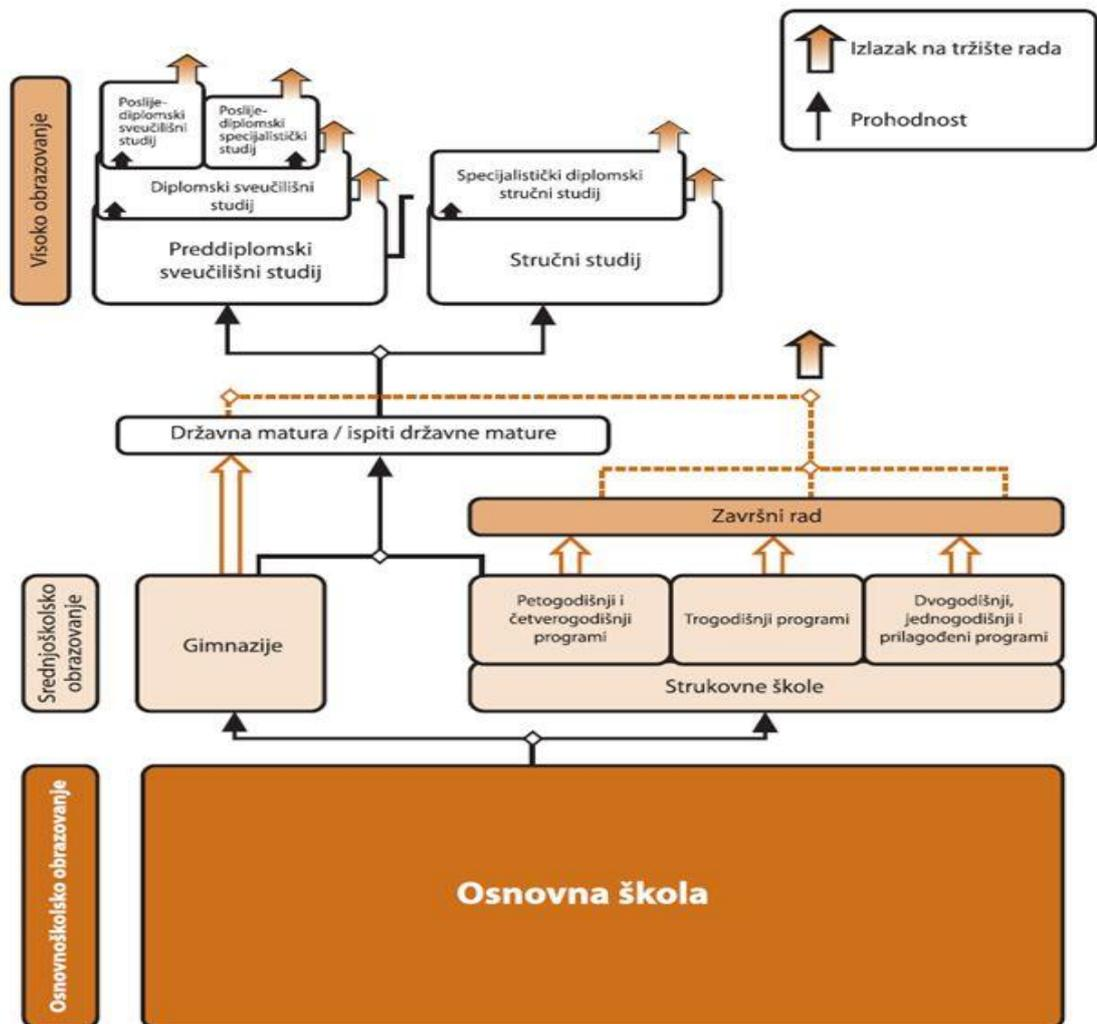 Izlazak na tržište rada
Prohodnost
Visoko obrazovanje
Poslije-
diplomski
sveučilišni
studij
Poslije-
diplomski
specijalistički
studij
Diplomski sveučilišni
studij
Preddiplomski
sveučilišni studij
Specijalistički diplomski
stručni studij
Stručni studij
Državna matura / ispiti državne mature
Završni rad
Srednjoškolsko
obrazovanje
Gimnazije
Petogodišnji i
četverogodišnji
programi
Trogodišnji programi
Dvogodišnji,
jednogodišnji i
prilagođeni programi
Strukovne škole
Osnovnoškolsko obrazovanje
Osnovna škola